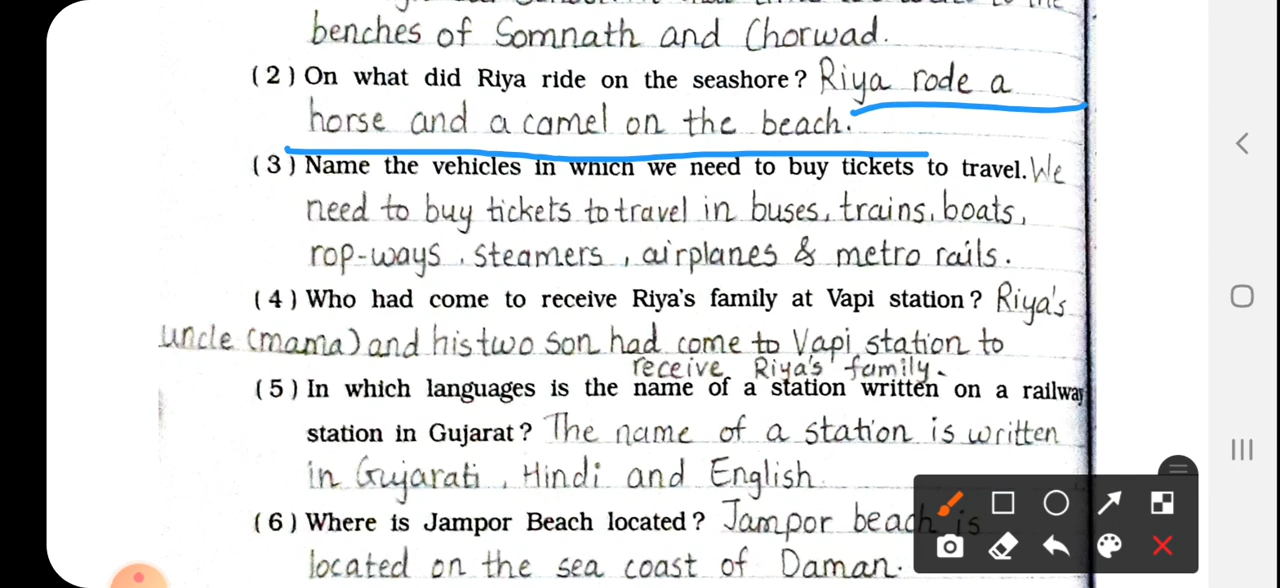 benches of Somnath and Chorwad.
(2) On what did Riya ride on the seashore? Riya rode a
horse and a camel on the beach.
(3) Name the vehicles in which we need to buy tickets to travel. We
need to buy tickets to travel in buses, trains, boats,
rop-ways, steamers, airplanes & metro rails.
(4) Who had come to receive Riya's family at Vapi station? Riya's
uncle (mama) and his two son had come to Vapi station to
receive Riya's family.
(5) In which languages is the name of a station written on a railway
station in Gujarat? The name of a station is written
in Gujarati, Hindi and English.
(6) Where is Jampor Beach located? Jampor beach is
located on the sea coast of Daman.